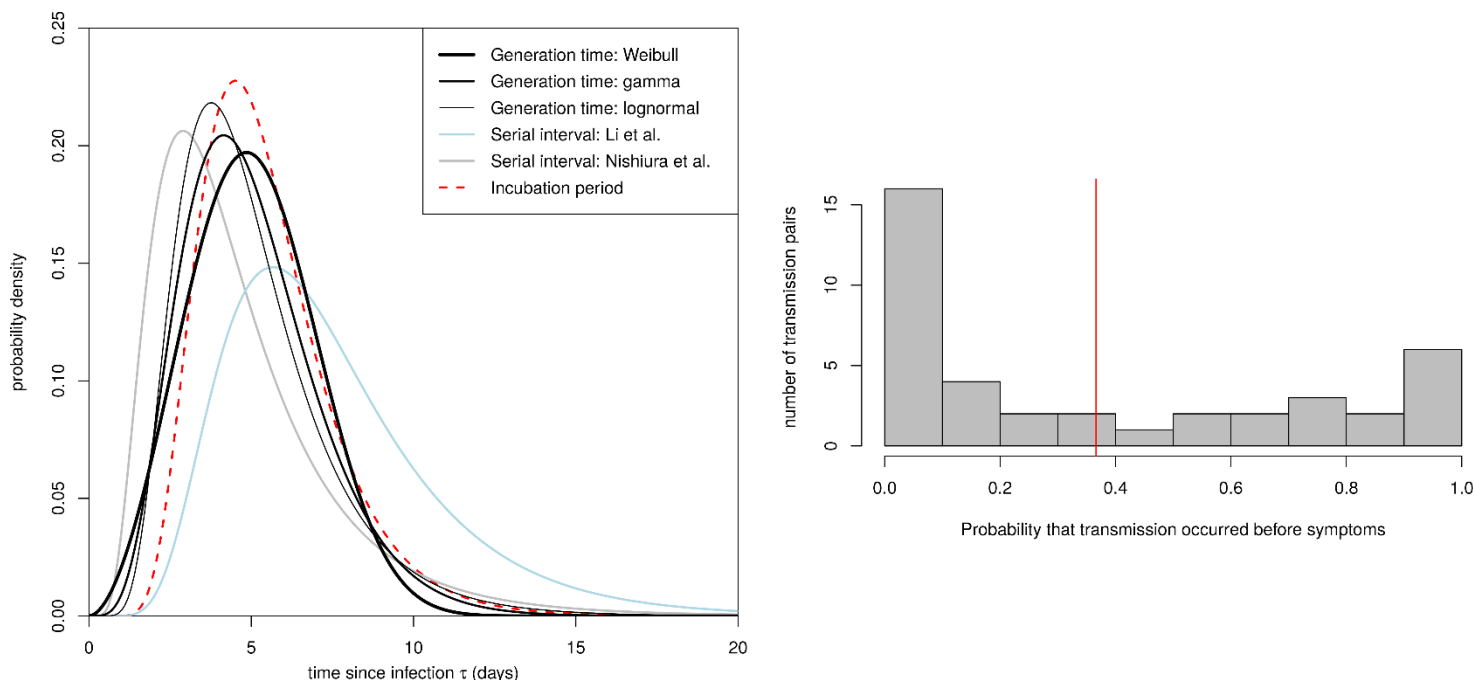 probability density
0.25
0.20
0.15
0.10
0.05
0.00
Generation time: Weibull
Generation time: gamma
Generation time: lognormal
Serial interval: Li et al.
Serial interval: Nishiura et al.
Incubation period
0 5 10 15 20
time since infection τ (days)
number of transmission pairs
15
10
5
0
0.0 0.2 0.4 0.6 0.8 1.0
Probability that transmission occurred before symptoms